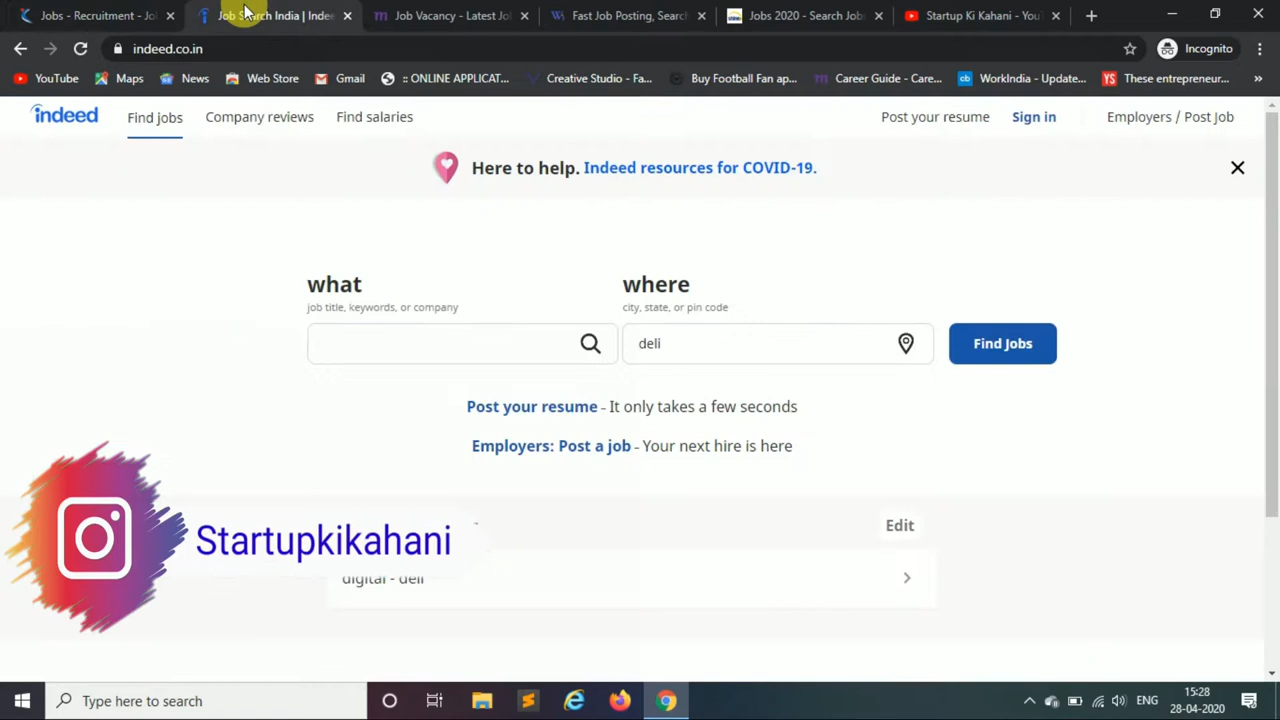 Jobs - Recruitment - Jo
Job Search India | Inde
Job Vacancy - Latest Jo
Fast Job Posting, Searc
Jobs 2020 - Search Jobs
Startup Ki Kahani - You
indeed.co.in
Incognito
YouTube
Maps
News
Web Store
Gmail
:: ONLINE APPLICAT...
Creative Studio - Fa...
Buy Football Fan ap...
Career Guide - Care...
WorkIndia - Update...
These entrepreneur...
indeed
Find jobs
Company reviews
Find salaries
Post your resume
Sign in
Employers / Post Job
Here to help. Indeed resources for COVID-19.
what
job title, keywords, or company
where
city, state, or pin code
deli
Find Jobs
Post your resume - It only takes a few seconds
Employers: Post a job - Your next hire is here
Edit
Startupkikahani
digital - deli
Type here to search
ENG
15:28
28-04-2020